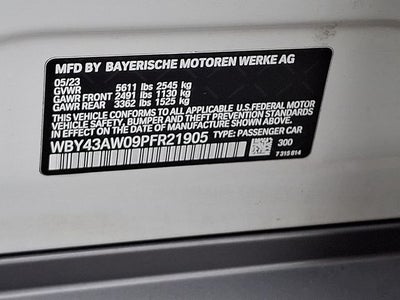 MFD BY BAYERISCHE MOTOREN WERKE AG
05/23
GVWR 5611 lbs 2545 kg
GAWR FRONT 2491 lbs 1130 kg
GAWR REAR 3362 lbs 1525 kg
THIS VEHICLE CONFORMS TO ALL APPLICABLE U.S.FEDERAL MOTOR
VEHICLE SAFETY, BUMPER AND THEFT PREVENTION STANDARDS
IN EFFECT ON THE DATE OF MANUFACTURE SHOWN ABOVE.
WBY43AW09PFR21905 TYPE: PASSENGER CAR
300
7 315 614